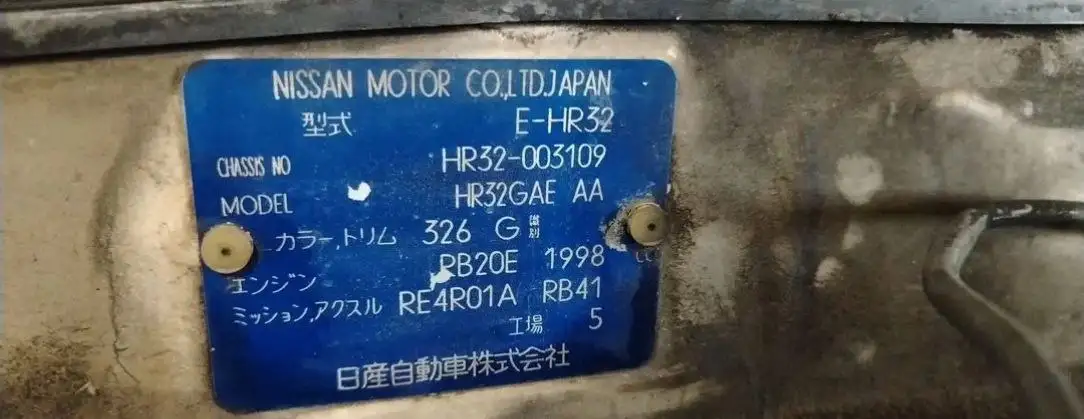 NISSAN MOTOR CO.,LTD.JAPAN
型式 E-HR32
CHASSIS NO HR32-003109
MODEL HR32GAE AA
カラー,トリム 326 G 識別
エンジン RB20E 1998
ミッション,アクスル RE4R01A RB41
工場 5
日産自動車株式会社